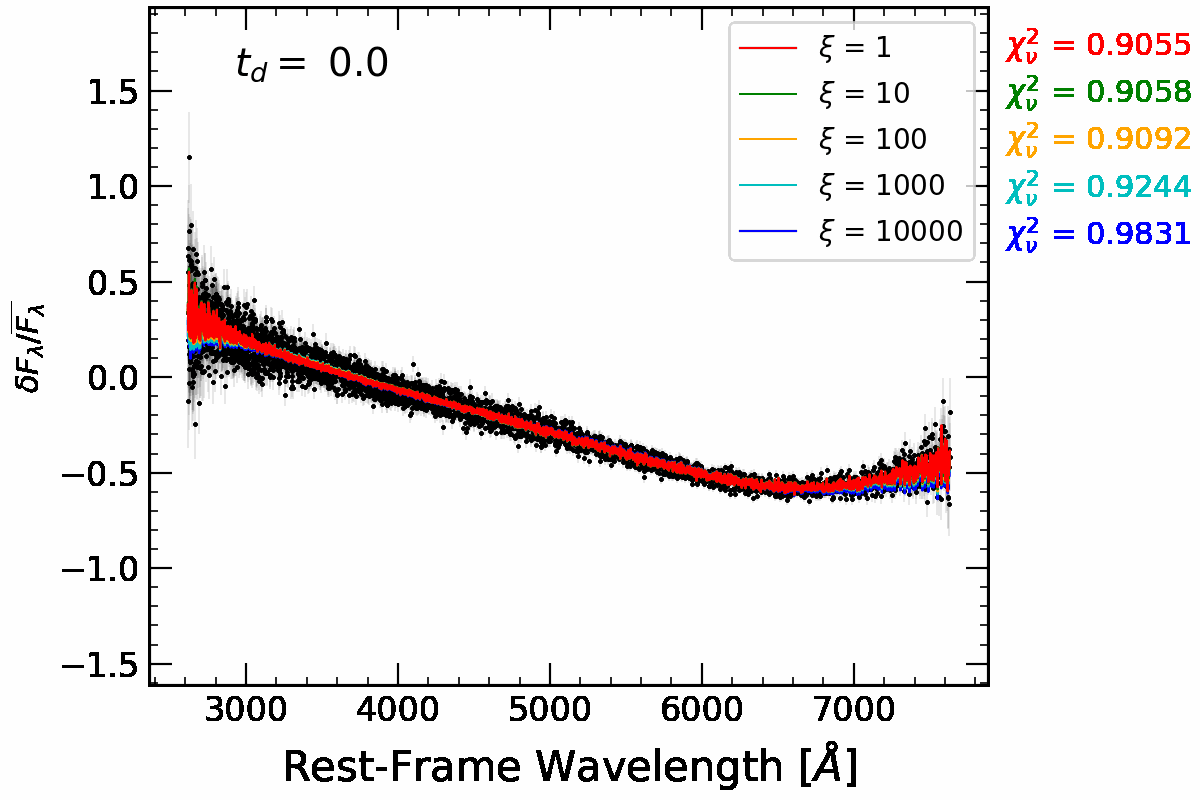 t_d = 0.0
ξ = 1
ξ = 10
ξ = 100
ξ = 1000
ξ = 10000
χ²_ν = 0.9055
χ²_ν = 0.9058
χ²_ν = 0.9092
χ²_ν = 0.9244
χ²_ν = 0.9831
δF_λ/F̅_λ
1.5
1.0
0.5
0.0
−0.5
−1.0
−1.5
3000 4000 5000 6000 7000
Rest-Frame Wavelength [Å]